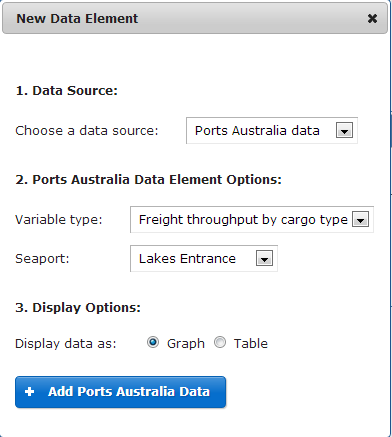 New Data Element
1. Data Source:
Choose a data source: Ports Australia data
2. Ports Australia Data Element Options:
Variable type: Freight throughput by cargo type
Seaport: Lakes Entrance
3. Display Options:
Display data as: Graph Table
+ Add Ports Australia Data